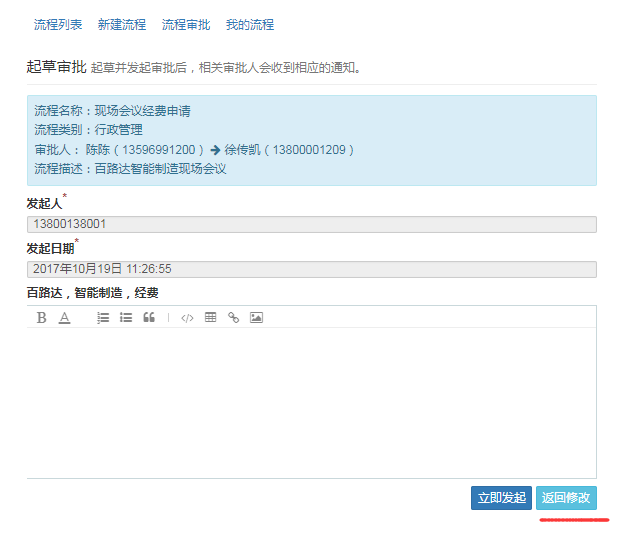 流程列表 新建流程 流程审批 我的流程
起草审批 起草并发起审批后，相关审批人会收到相应的通知。
流程名称：现场会议经费申请
流程类别：行政管理
审批人： 陈陈（13596991200 ） → 徐传凯（13800001209 ）
流程描述：百路达智能制造现场会议
发起人*
13800138001
发起日期*
2017年10月19日 11:26:55
百路达，智能制造，经费
B A
立即发起 返回修改